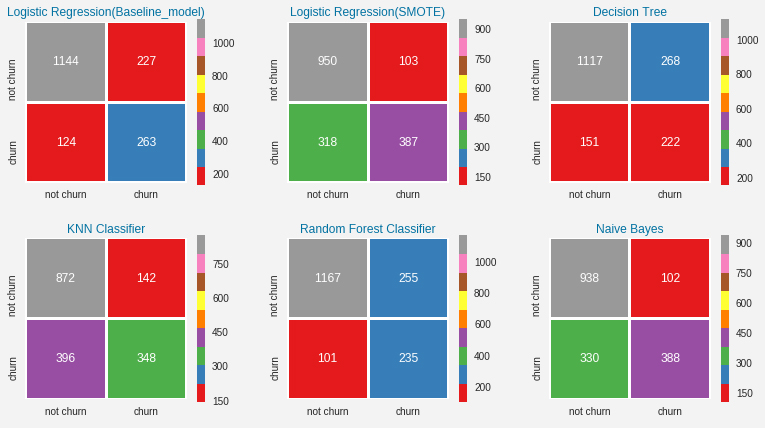 Logistic Regression(Baseline_model)
not churn
churn
1144
227
124
263
not churn
churn
1000
800
600
400
200
Logistic Regression(SMOTE)
not churn
churn
950
103
318
387
not churn
churn
900
750
600
450
300
150
Decision Tree
not churn
churn
1117
268
151
222
not churn
churn
1000
800
600
400
200
KNN Classifier
not churn
churn
872
142
396
348
not churn
churn
750
600
450
300
150
Random Forest Classifier
not churn
churn
1167
255
101
235
not churn
churn
1000
800
600
400
200
Naive Bayes
not churn
churn
938
102
330
388
not churn
churn
900
750
600
450
300
150